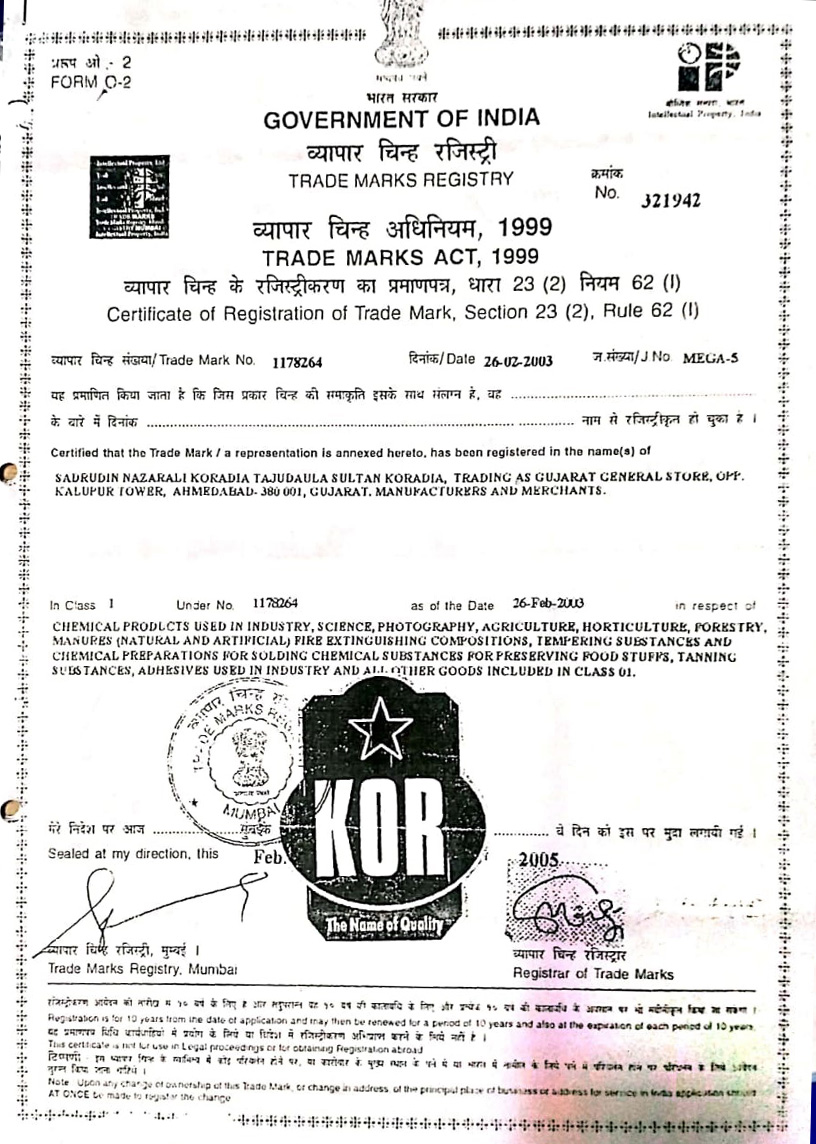 प्ररूप ओ - 2
FORM O-2
भारत सरकार
GOVERNMENT OF INDIA
व्यापार चिन्ह रजिस्ट्री
TRADE MARKS REGISTRY
बौद्धिक सम्पदा, भारत
Intellectual Property, India
क्रमांक
No. 321942
व्यापार चिन्ह अधिनियम, 1999
TRADE MARKS ACT, 1999
व्यापार चिन्ह के रजिस्ट्रीकरण का प्रमाणपत्र, धारा 23 (2) नियम 62 (I)
Certificate of Registration of Trade Mark, Section 23 (2), Rule 62 (I)
व्यापार चिन्ह संख्या/ Trade Mark No. 1178264 दिनांक/Date 26-02-2003 ज.संख्या/J No. MEGA-5
यह प्रमाणित किया जाता है कि जिस प्रकार चिन्ह की समाकृति इसके साथ संलग्न है, वह
के बारे में दिनांक नाम से रजिस्ट्रीकृत हो चुका है ।
Certified that the Trade Mark / a representation is annexed hereto, has been registered in the name(s) of
SADRUDIN NAZARALI KORADIA TAJUDAULA SULTAN KORADIA, TRADING AS GUJARAT GENERAL STORE, OPP.
KALUPUR TOWER, AHMEDABAD- 380 001, GUJARAT. MANUFACTURERS AND MERCHANTS.
In Class 1 Under No. 1178264 as of the Date 26-Feb-2003 in respect of
CHEMICAL PRODUCTS USED IN INDUSTRY, SCIENCE, PHOTOGRAPHY, AGRICULTURE, HORTICULTURE, FORESTRY,
MANURES (NATURAL AND ARTIFICIAL) FIRE EXTINGUISHING COMPOSITIONS, TEMPERING SUBSTANCES AND
CHEMICAL PREPARATIONS FOR SOLDING CHEMICAL SUBSTANCES FOR PRESERVING FOOD STUFFS, TANNING
SUBSTANCES, ADHESIVES USED IN INDUSTRY AND ALL OTHER GOODS INCLUDED IN CLASS 01.
TRADE MARKS REG
MUMBAI
KOR
The Name of Quality
मेरे निदेश पर आज मुंबई वे दिन को इस पर मुद्रा लगायी गई ।
Sealed at my direction, this Feb. 2005
व्यापार चिन्ह रजिस्ट्री, मुम्बई ।
Trade Marks Registry, Mumbai
व्यापार चिन्ह रजिस्ट्रार
Registrar of Trade Marks
Registration is for 10 years from the date of application and may then be renewed for a period of 10 years and also at the expiration of each period of 10 years.
This certificate is not for use in Legal proceedings or for obtaining Registration abroad
Note Upon any change of ownership of this Trade Mark, or change in address, of the principal place of business or address for service in India application should
AT ONCE be made to register the change